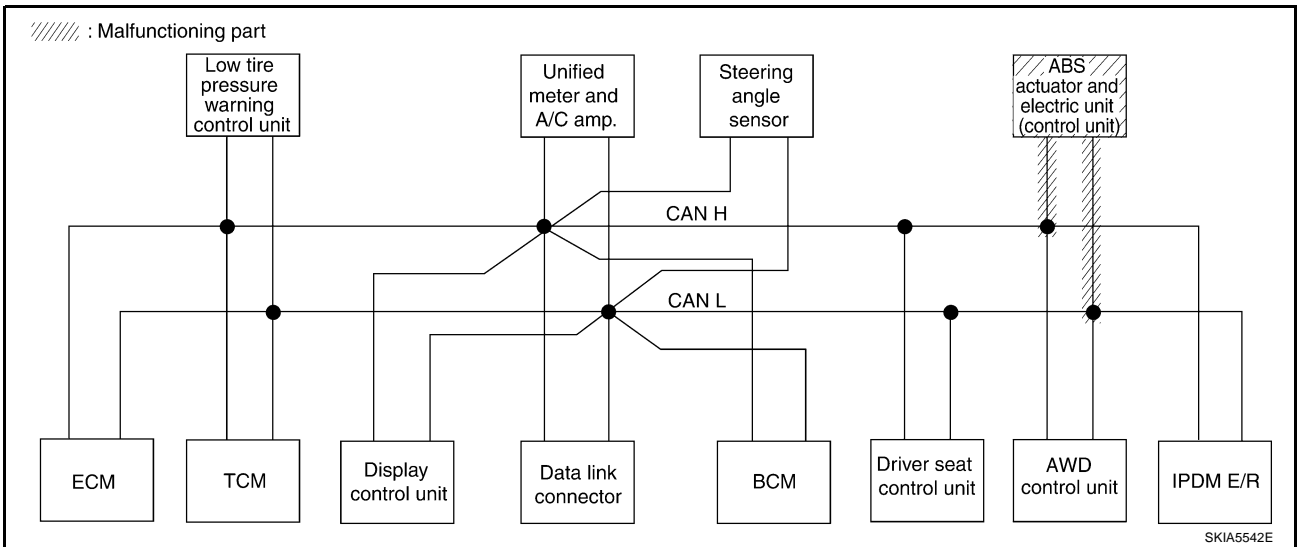 : Malfunctioning part
Low tire
pressure
warning
control unit
Unified
meter and
A/C amp.
Steering
angle
sensor
ABS
actuator and
electric unit
(control unit)
CAN H
CAN L
ECM
TCM
Display
control unit
Data link
connector
BCM
Driver seat
control unit
AWD
control unit
IPDM E/R
SKIA5542E